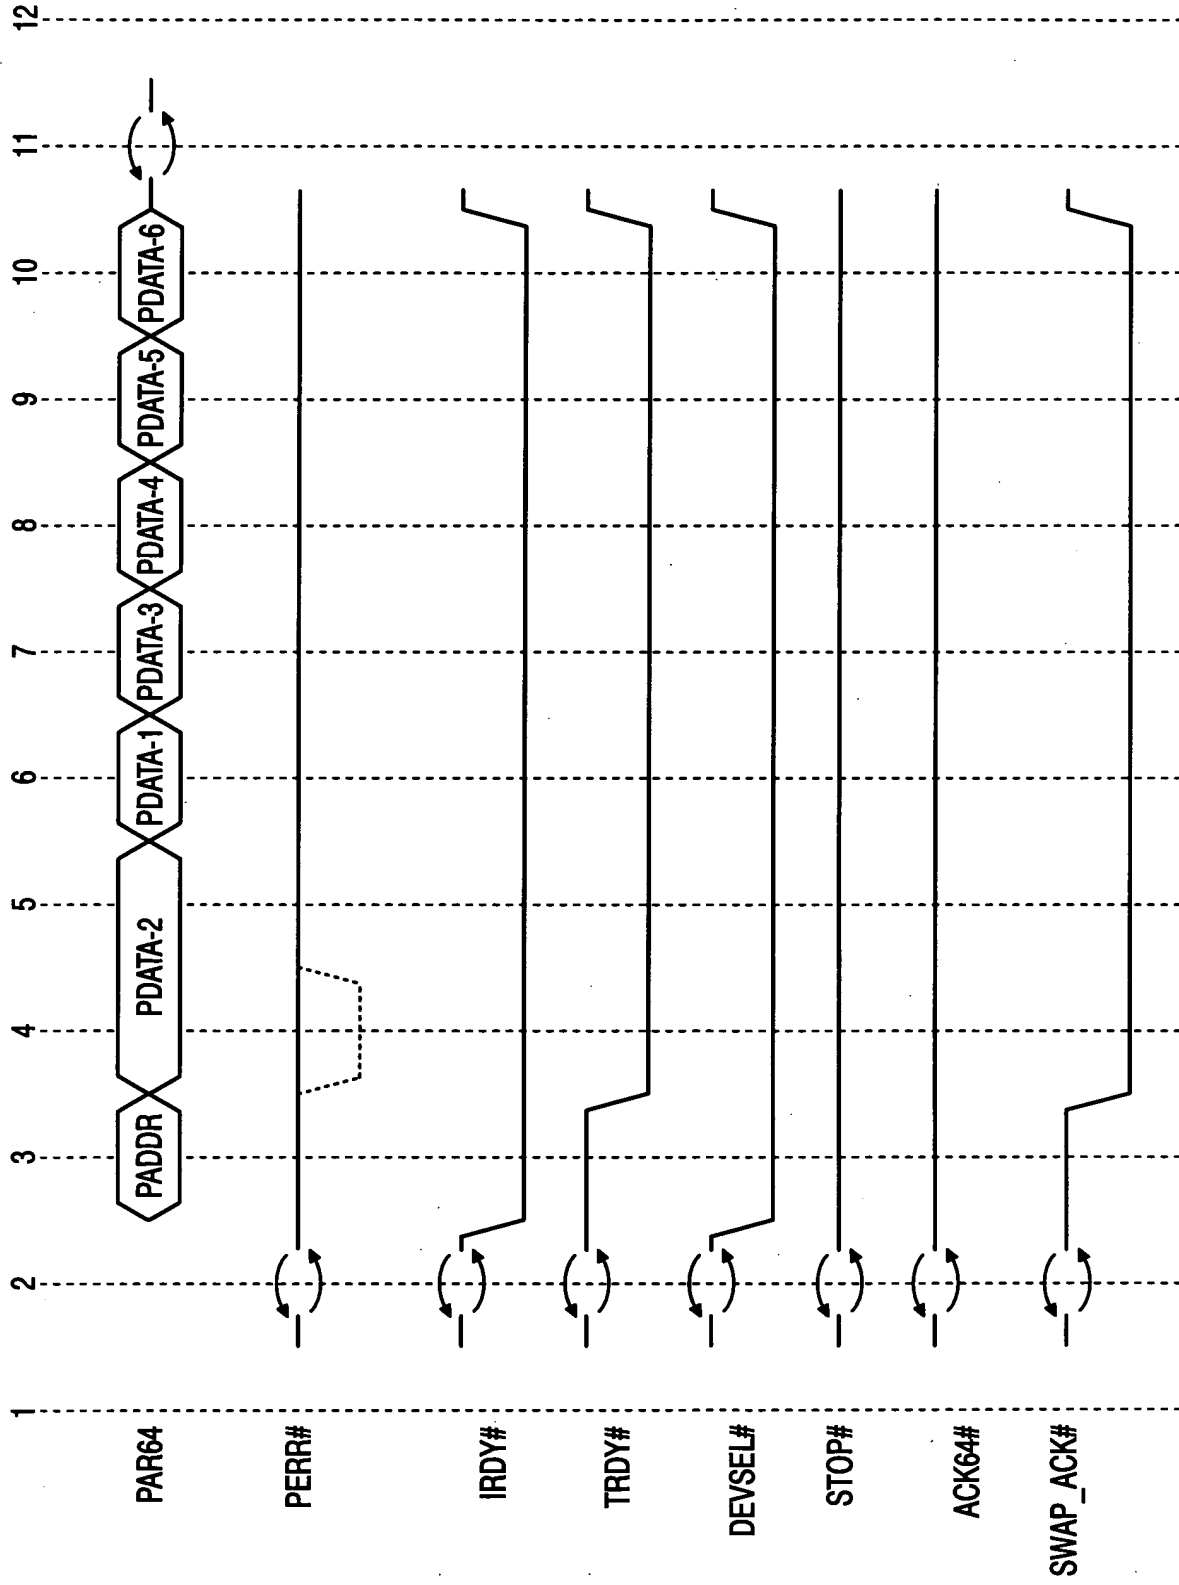 1 2 3 4 5 6 7 8 9 10 11 12
PAR64 PADDR PDATA-2 PDATA-1 PDATA-3 PDATA-4 PDATA-5 PDATA-6
PERR#
IRDY#
TRDY#
DEVSEL#
STOP#
ACK64#
SWAP_ACK#